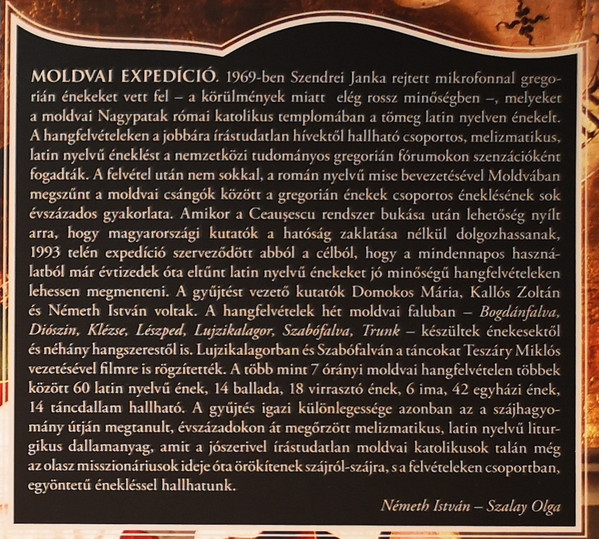 MOLDVAI EXPEDÍCIÓ. 1969-ben Szendrei Janka rejtett mikrofonnal grego-
rián énekeket vett fel – a körülmények miatt elég rossz minőségben –, melyeket
a moldvai Nagypatak római katolikus templomában a tömeg latin nyelven énekelt.
A hangfelvételeken a jobbára írástudatlan hívektől hallható csoportos, melizmatikus,
latin nyelvű éneklést a nemzetközi tudományos gregorián fórumokon szenzációként
fogadták. A felvétel után nem sokkal, a román nyelvű mise bevezetésével Moldvában
megszűnt a moldvai csángók között a gregorián énekek csoportos éneklésének sok
évszázados gyakorlata. Amikor a Ceauşescu rendszer bukása után lehetőség nyílt
arra, hogy magyarországi kutatók a hatóság zaklatása nélkül dolgozhassanak,
1993 telén expedíció szerveződött abból a célból, hogy a mindennapos haszná-
latból már évtizedek óta eltűnt latin nyelvű énekeket jó minőségű hangfelvételeken
lehessen megmenteni. A gyűjtést vezető kutatók Domokos Mária, Kallós Zoltán
és Németh István voltak. A hangfelvételek hét moldvai faluban – Bogdánfalva,
Diószin, Klézse, Lészped, Lujzikalagor, Szabófalva, Trunk – készültek énekesektől
és néhány hangszerestől is. Lujzikalagorban és Szabófalván a táncokat Teszáry Miklós
vezetésével filmre is rögzítették. A több mint 7 órányi moldvai hangfelvételen többek
között 60 latin nyelvű ének, 14 ballada, 18 virrasztó ének, 6 ima, 42 egyházi ének,
14 táncdallam hallható. A gyűjtés igazi különlegessége azonban az a szájhagyo-
mány útján megtanult, évszázadokon át megőrzött melizmatikus, latin nyelvű litur-
gikus dallamanyag, amit a jószerivel írástudatlan moldvai katolikusok talán még
az olasz misszionáriusok ideje óta örökítenek szájról-szájra, s a felvételeken csoportban,
egyöntetű énekléssel hallhatunk.
Németh István – Szalay Olga